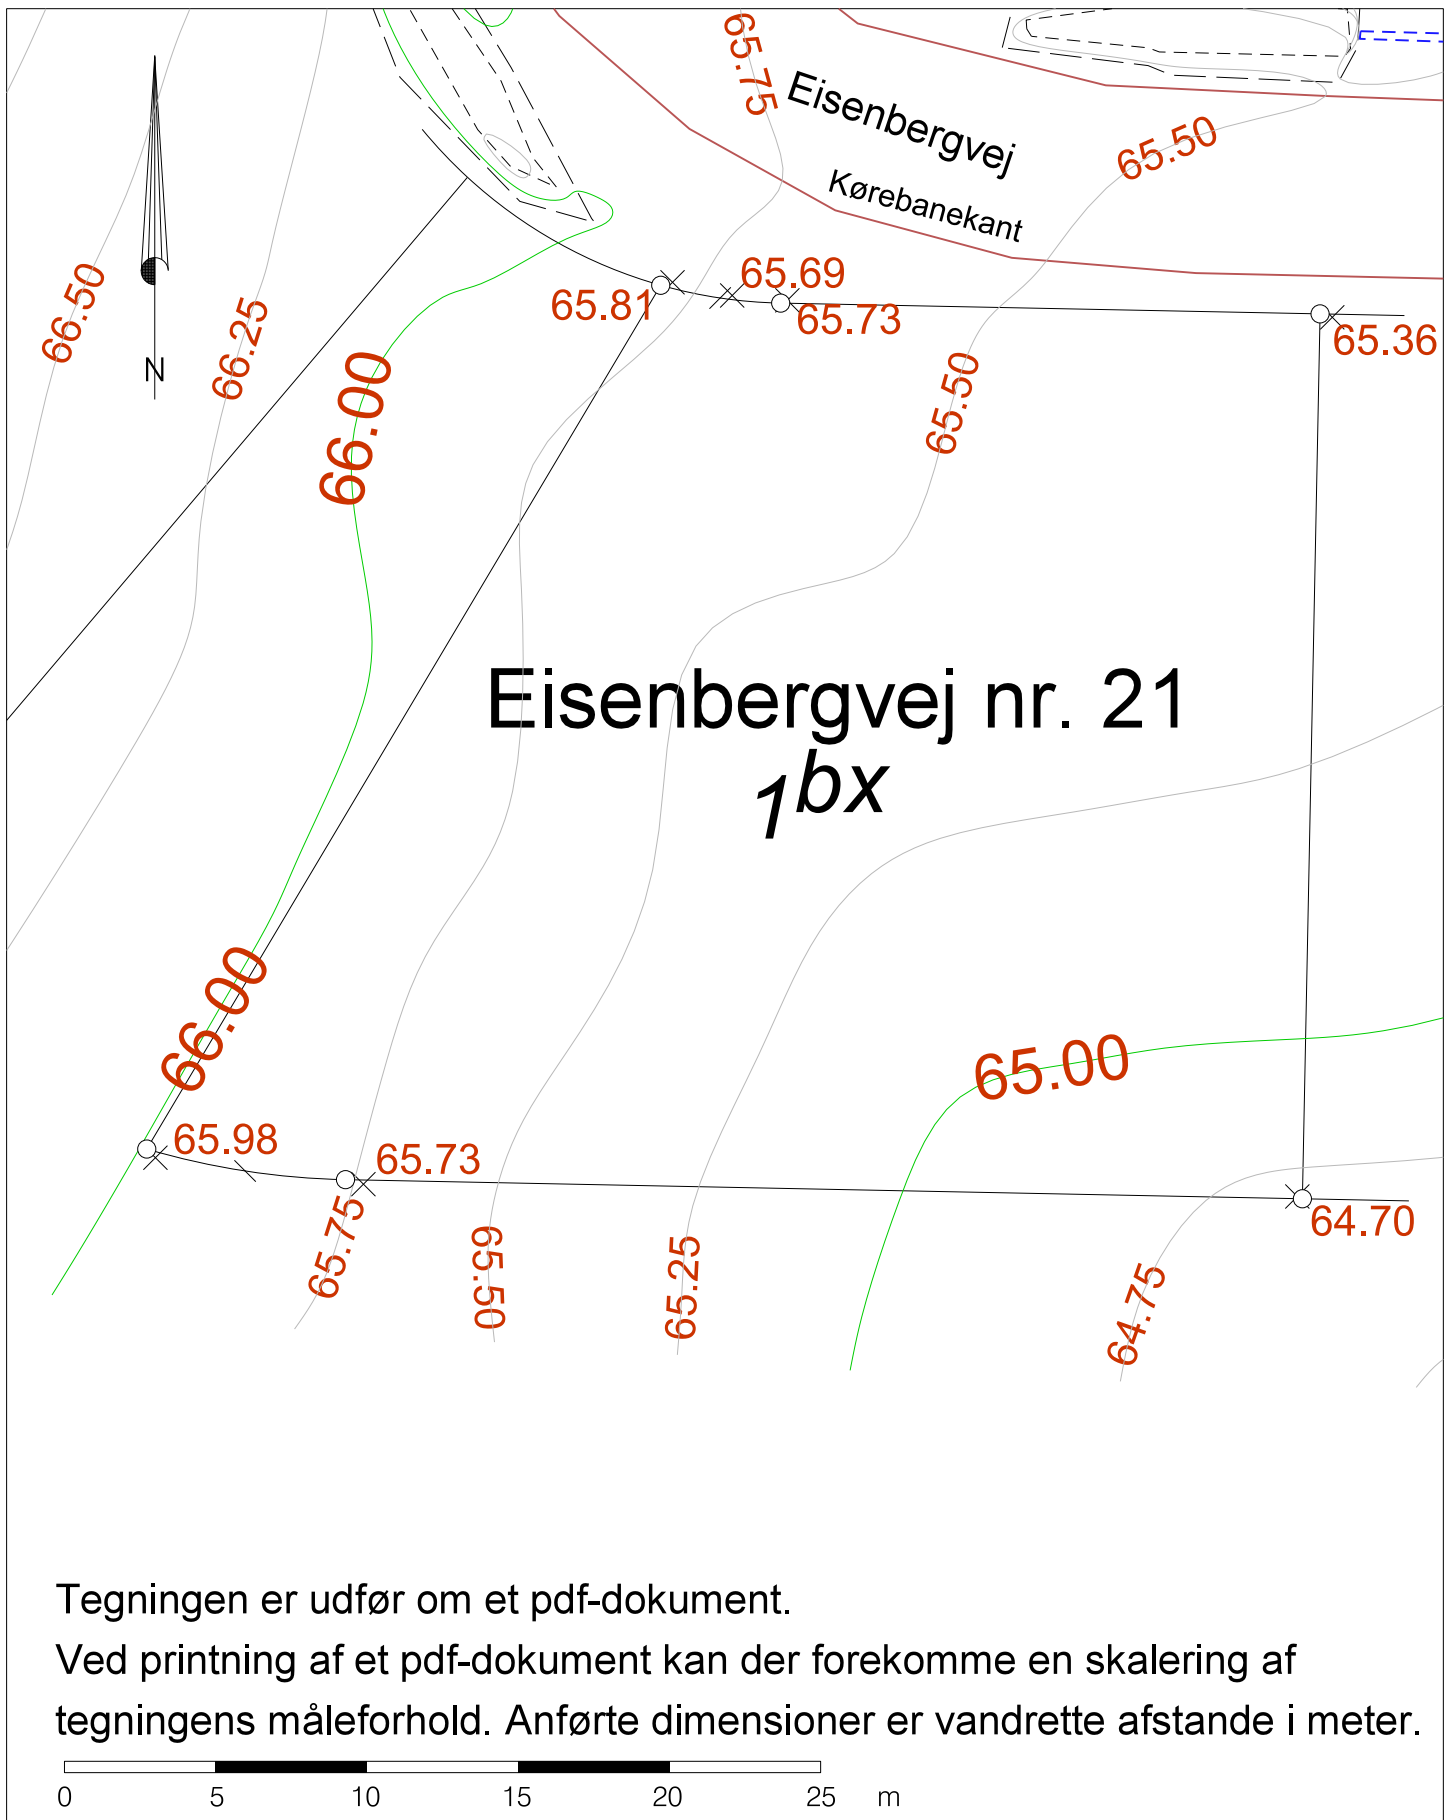 65.75
Eisenbergvej
65.50
Kørebanekant
66.50
66.25
N
65.69
65.81
65.73
65.36
66.00
65.50
Eisenbergvej nr. 21
1bx
66.00
65.00
65.98
65.73
64.70
65.75
65.50
65.25
64.75
Tegningen er udfør om et pdf-dokument.
Ved printning af et pdf-dokument kan der forekomme en skalering af
tegningens måleforhold. Anførte dimensioner er vandrette afstande i meter.
0 5 10 15 20 25 m